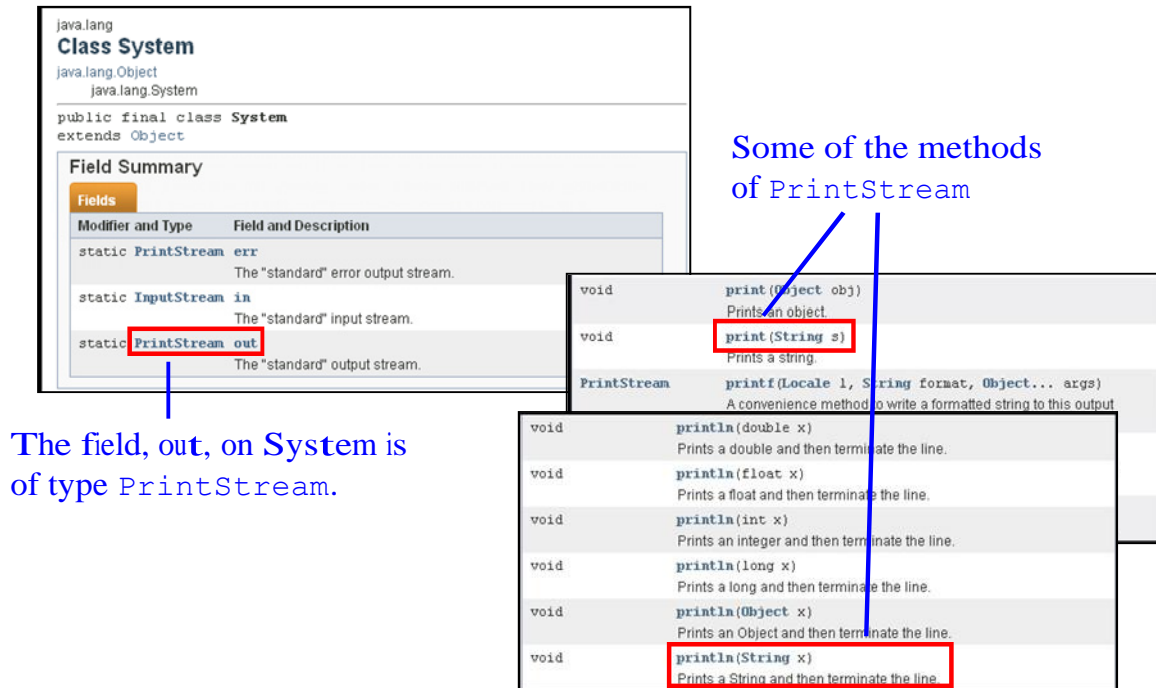 java.lang
Class System
java.lang.Object
java.lang.System
public final class System
extends Object
Field Summary
Fields
Modifier and Type Field and Description
static PrintStream err
The "standard" error output stream.
static InputStream in
The "standard" input stream.
static PrintStream out
The "standard" output stream.
The field, out, on System is
of type PrintStream.
Some of the methods
of PrintStream
void print(Object obj)
Prints an object.
void print(String s)
Prints a string.
PrintStream printf(Locale l, String format, Object... args)
A convenience method to write a formatted string to this output
void println(double x)
Prints a double and then terminate the line.
void println(float x)
Prints a float and then terminate the line.
void println(int x)
Prints an integer and then terminate the line.
void println(long x)
Prints a long and then terminate the line.
void println(Object x)
Prints an Object and then terminate the line.
void println(String x)
Prints a String and then terminate the line.